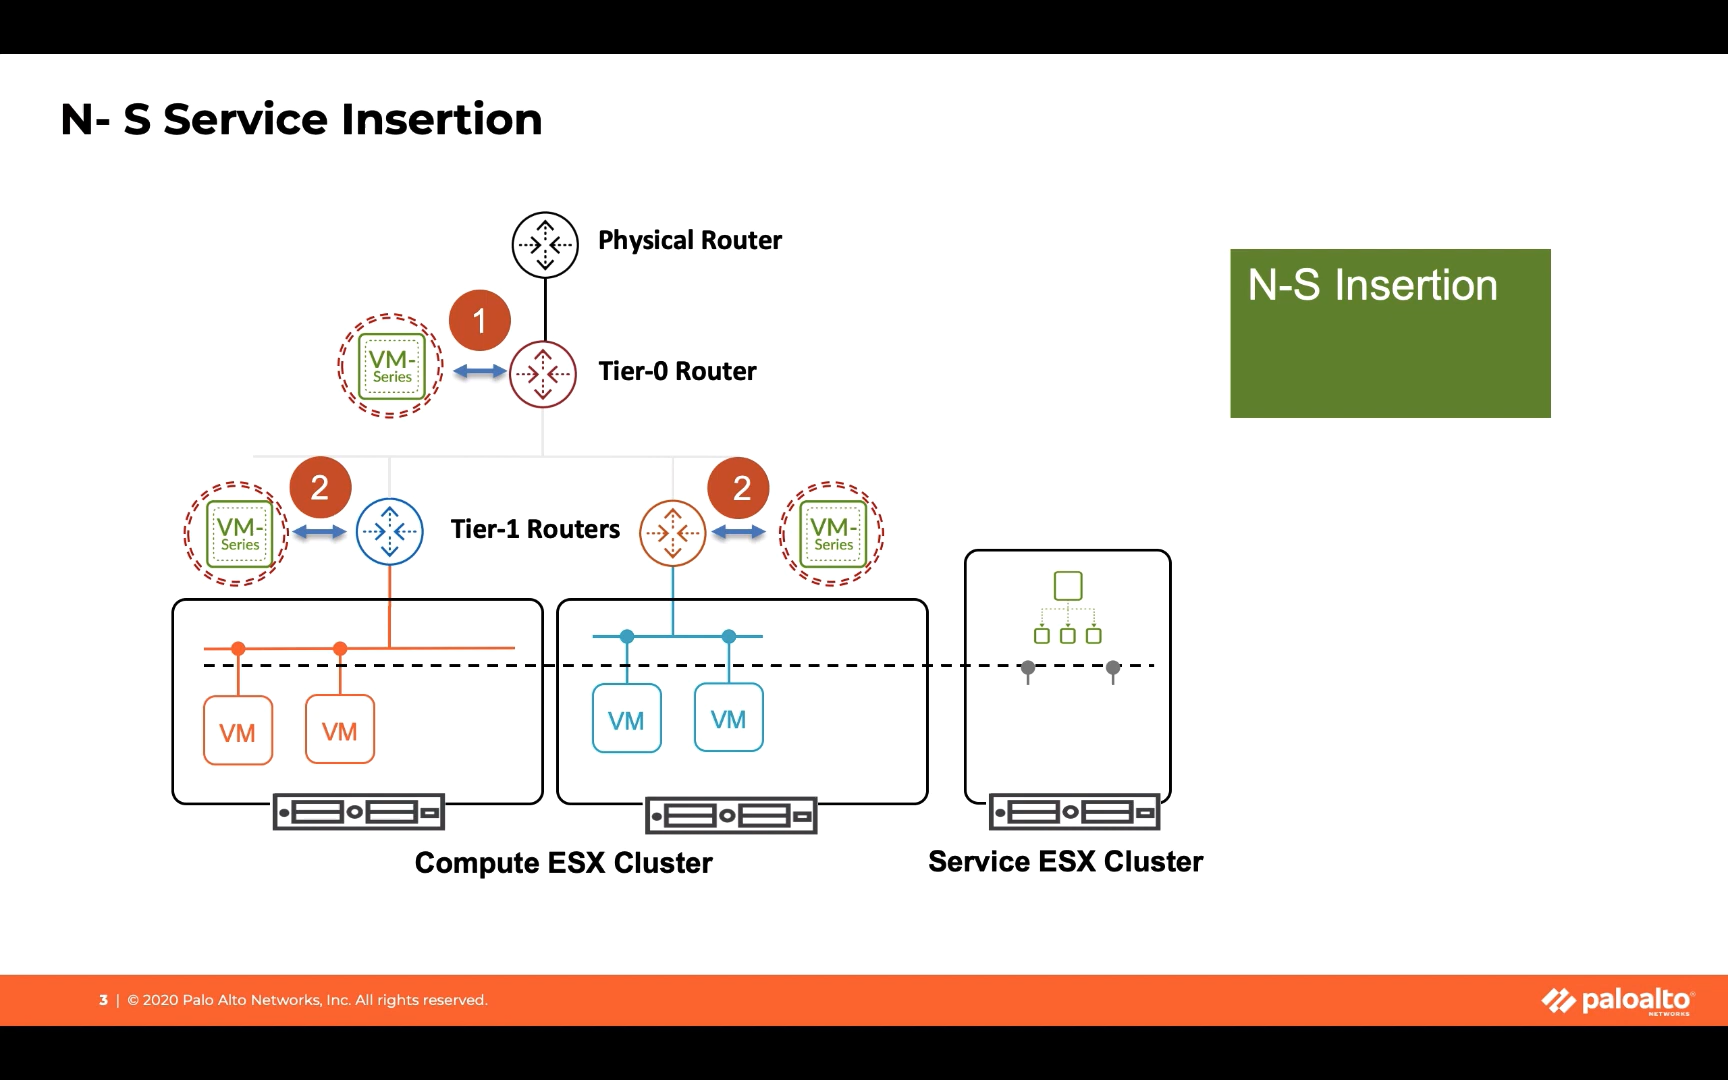 N- S Service Insertion
Physical Router
N-S Insertion
1
VM-
Series
Tier-0 Router
2
2
VM-
Series
Tier-1 Routers
VM-
Series
VM
VM
VM
VM
Compute ESX Cluster
Service ESX Cluster
3 | © 2020 Palo Alto Networks, Inc. All rights reserved.
paloalto
NETWORKS